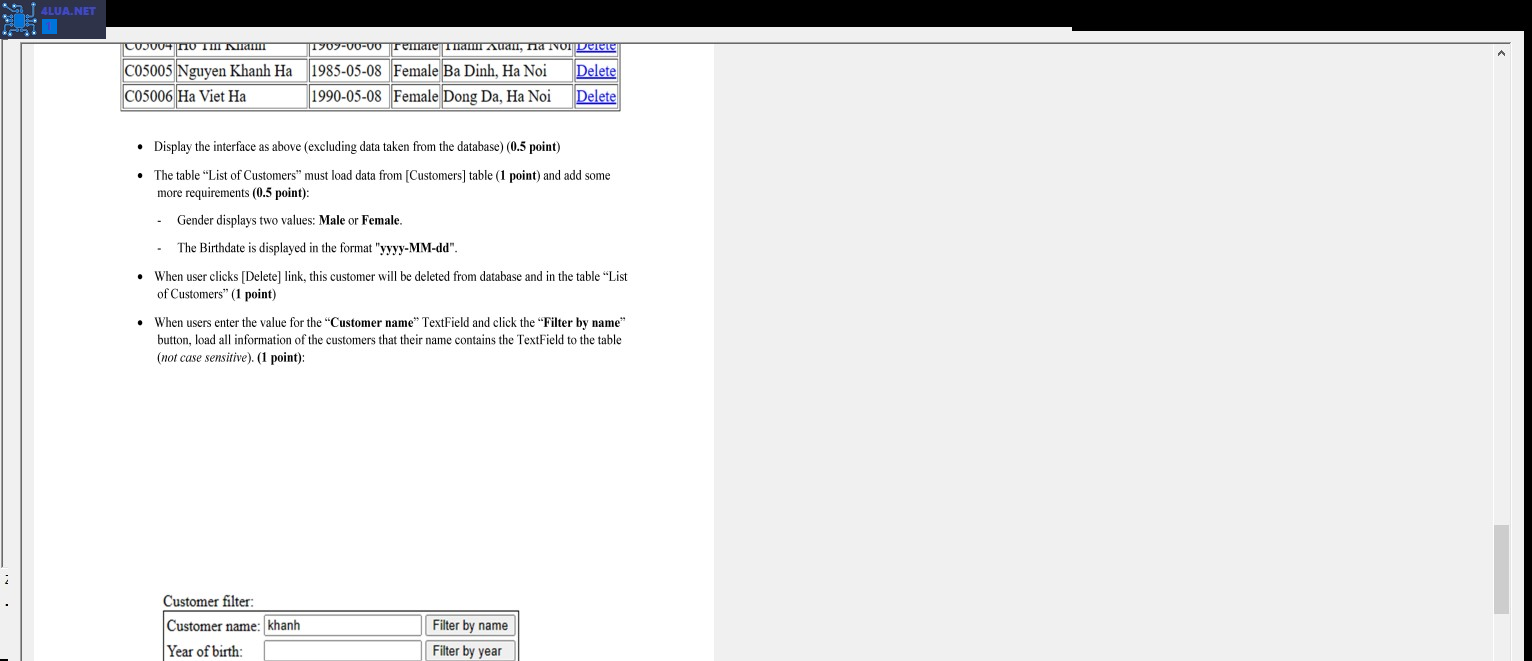 4LUA.NET
C05004 Ho Thi Khanh 1969-06-06 Female Thanh Xuan, Ha Noi Delete
C05005 Nguyen Khanh Ha 1985-05-08 Female Ba Dinh, Ha Noi Delete
C05006 Ha Viet Ha 1990-05-08 Female Dong Da, Ha Noi Delete
• Display the interface as above (excluding data taken from the database) (0.5 point)
• The table “List of Customers” must load data from [Customers] table (1 point) and add some
more requirements (0.5 point):
- Gender displays two values: Male or Female.
- The Birthdate is displayed in the format "yyyy-MM-dd".
• When user clicks [Delete] link, this customer will be deleted from database and in the table “List
of Customers” (1 point)
• When users enter the value for the “Customer name” TextField and click the “Filter by name”
button, load all information of the customers that their name contains the TextField to the table
(not case sensitive). (1 point):
Customer filter:
Customer name: khanh Filter by name
Year of birth: Filter by year